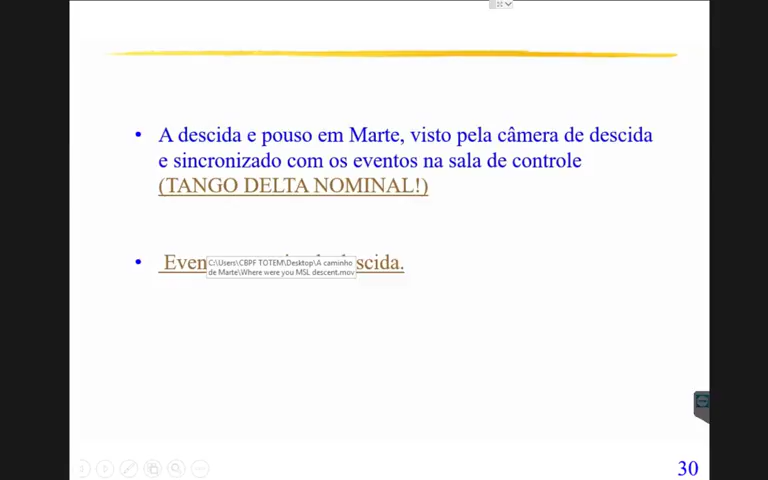 • A descida e pouso em Marte, visto pela câmera de descida
e sincronizado com os eventos na sala de controle
(TANGO DELTA NOMINAL!)
• Even
scida.
C:\Users\CBPF TOTEM\Desktop\A caminho
de Marte\Where were you MSL descent.mov
30